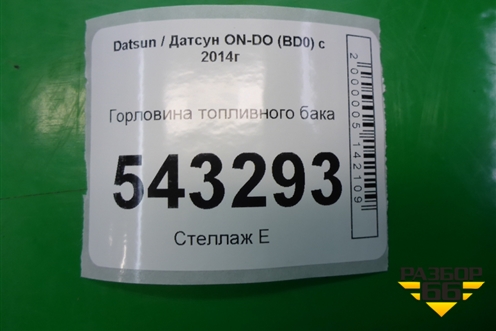 Datsun / Датсун ON-DO (BD0) с
2014г
Горловина топливного бака
543293
Стеллаж Е
2000005142109
РАЗБОР
66